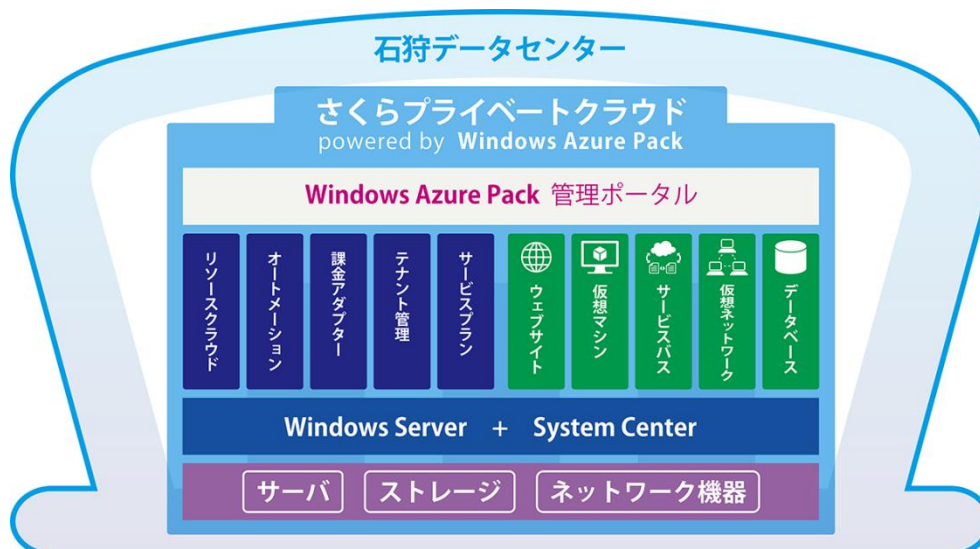 石狩データセンター
さくらプライベートクラウド
powered by Windows Azure Pack
Windows Azure Pack 管理ポータル
リソースクラウド
オートメーション
課金アダプター
テナント管理
サービスプラン
ウェブサイト
仮想マシン
サービスバス
仮想ネットワーク
データベース
Windows Server + System Center
サーバ ストレージ ネットワーク機器